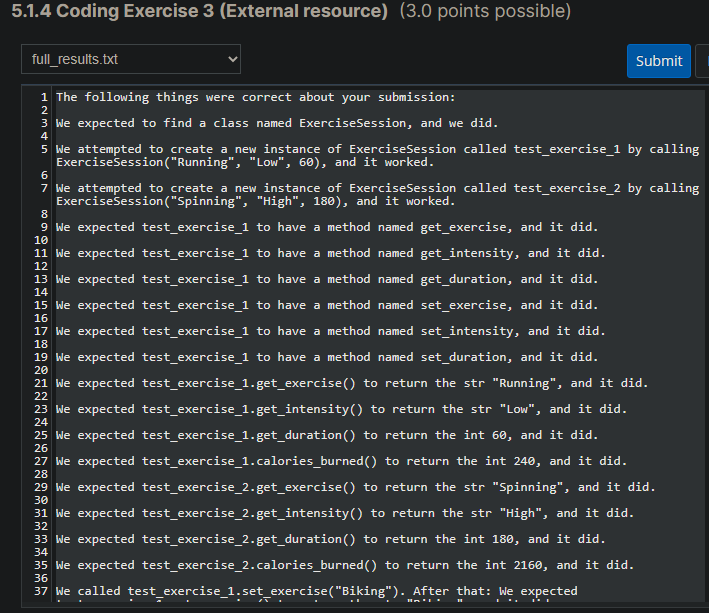 5.1.4 Coding Exercise 3 (External resource) (3.0 points possible)
full_results.txt
Submit
1 The following things were correct about your submission:
2
3 We expected to find a class named ExerciseSession, and we did.
4
5 We attempted to create a new instance of ExerciseSession called test_exercise_1 by calling
ExerciseSession("Running", "Low", 60), and it worked.
6
7 We attempted to create a new instance of ExerciseSession called test_exercise_2 by calling
ExerciseSession("Spinning", "High", 180), and it worked.
8
9 We expected test_exercise_1 to have a method named get_exercise, and it did.
10
11 We expected test_exercise_1 to have a method named get_intensity, and it did.
12
13 We expected test_exercise_1 to have a method named get_duration, and it did.
14
15 We expected test_exercise_1 to have a method named set_exercise, and it did.
16
17 We expected test_exercise_1 to have a method named set_intensity, and it did.
18
19 We expected test_exercise_1 to have a method named set_duration, and it did.
20
21 We expected test_exercise_1.get_exercise() to return the str "Running", and it did.
22
23 We expected test_exercise_1.get_intensity() to return the str "Low", and it did.
24
25 We expected test_exercise_1.get_duration() to return the int 60, and it did.
26
27 We expected test_exercise_1.calories_burned() to return the int 240, and it did.
28
29 We expected test_exercise_2.get_exercise() to return the str "Spinning", and it did.
30
31 We expected test_exercise_2.get_intensity() to return the str "High", and it did.
32
33 We expected test_exercise_2.get_duration() to return the int 180, and it did.
34
35 We expected test_exercise_2.calories_burned() to return the int 2160, and it did.
36
37 We called test_exercise_1.set_exercise("Biking"). After that: We expected